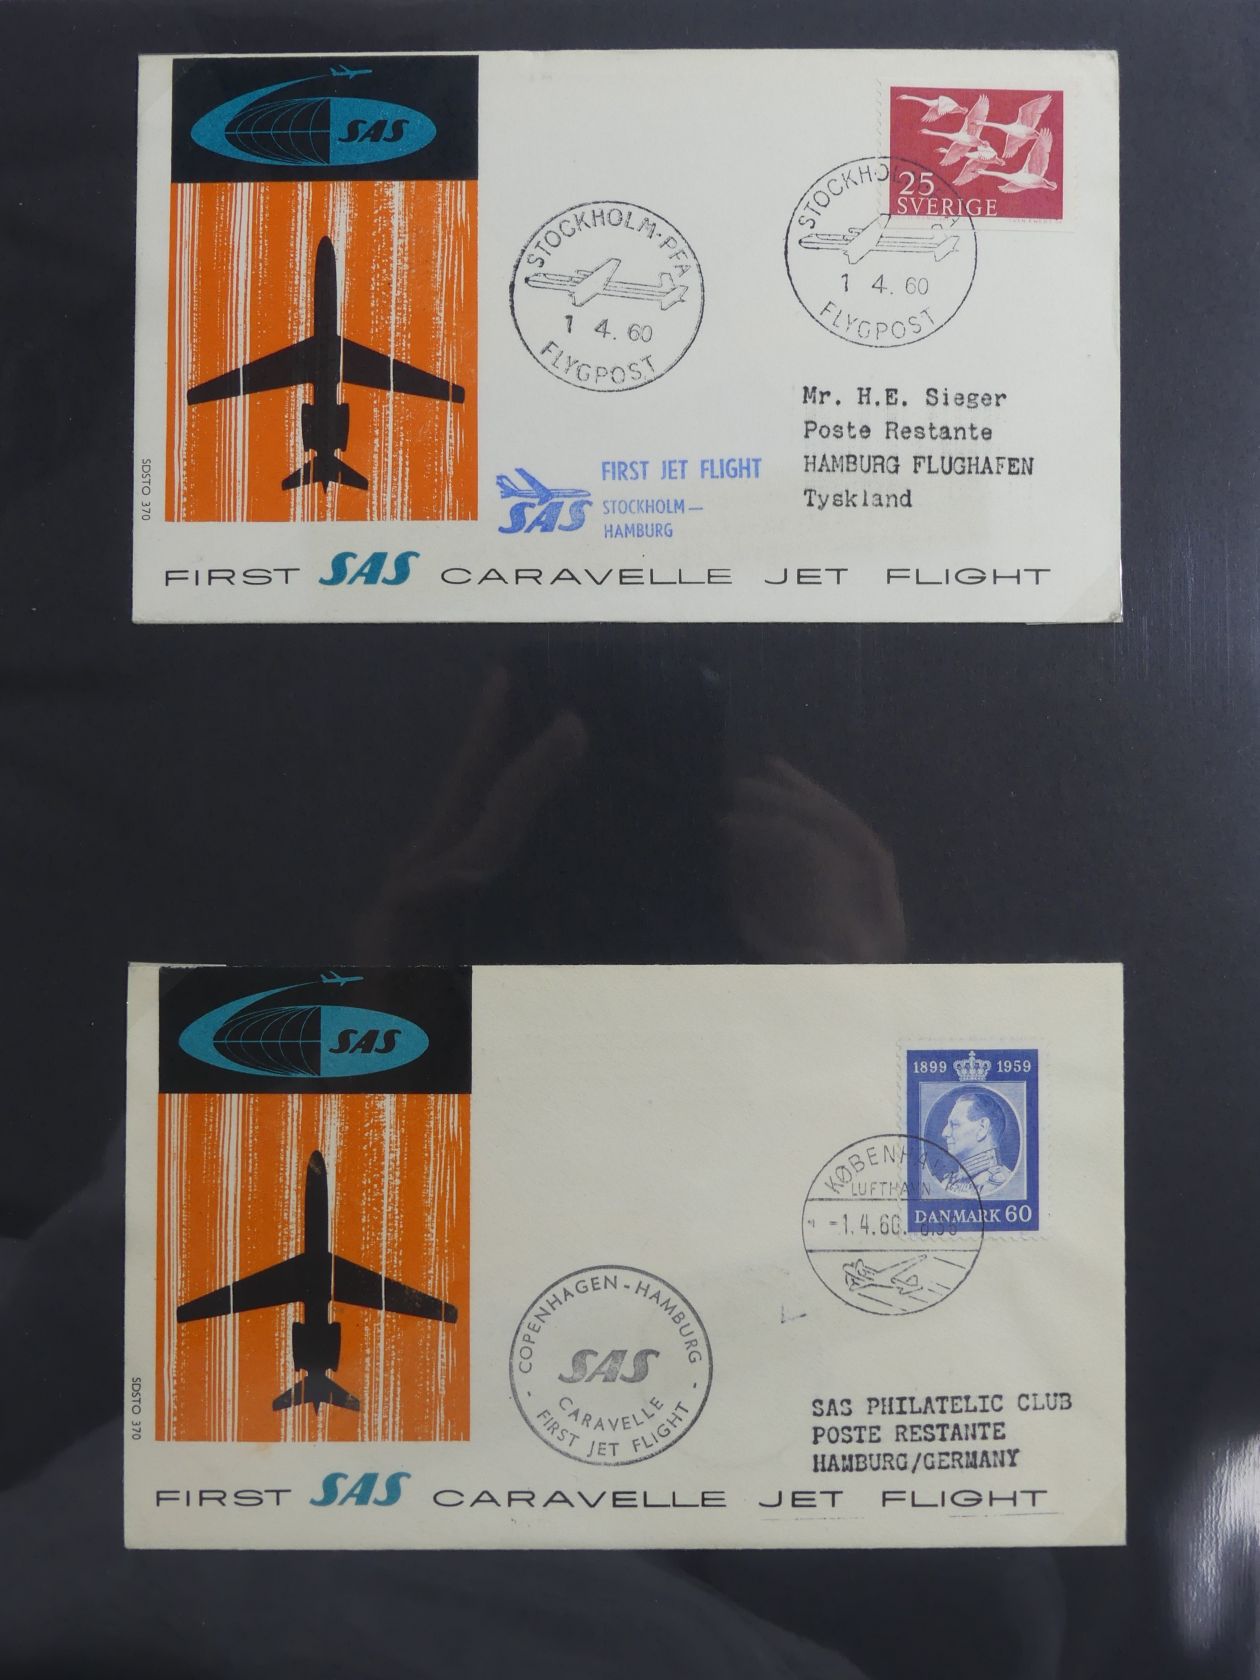 SAS
25
SVERIGE
STOCKHOLM-PFA
1 4. 60
FLYGPOST
STOCKHOLM-PFA
1 4. 60
FLYGPOST
Mr. H.E. Sieger
Poste Restante
HAMBURG FLUGHAFEN
Tyskland
SDSTO 370
FIRST JET FLIGHT
SAS STOCKHOLM—
HAMBURG
FIRST SAS CARAVELLE JET FLIGHT
SAS
1899 1959
DANMARK 60
KØBENHAVN
LUFTHAVN
-1.4.60.
COPENHAGEN - HAMBURG
SAS
CARAVELLE
- FIRST JET FLIGHT -
SAS PHILATELIC CLUB
POSTE RESTANTE
HAMBURG/GERMANY
SDSTO 370
FIRST SAS CARAVELLE JET FLIGHT